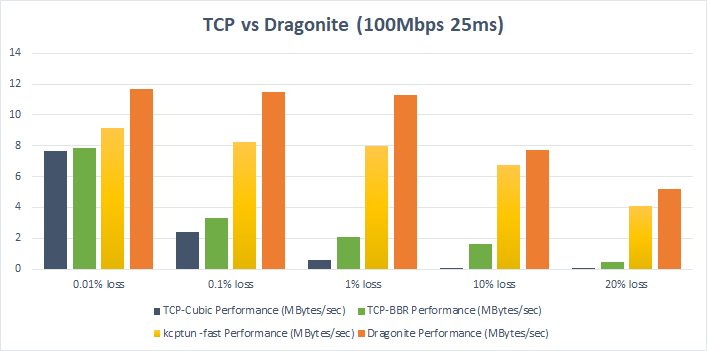 TCP vs Dragonite (100Mbps 25ms)
14
12
10
8
6
4
2
0
0.01% loss 0.1% loss 1% loss 10% loss 20% loss
TCP-Cubic Performance (MBytes/sec) TCP-BBR Performance (MBytes/sec)
kcptun -fast Performance (MBytes/sec) Dragonite Performance (MBytes/sec)